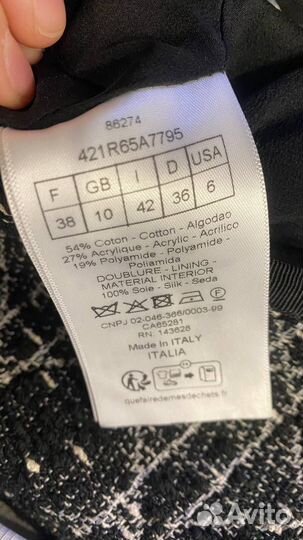 86274
421R65A7795
F GB I D USA
38 10 42 36 6
54% Coton - Cotton - Algodao
27% Acrylique - Acrylic - Acrilico
19% Polyamide - Polyamide -
Poliamida
DOUBLURE - LINING -
MATERIAL INTERIOR
100% Soie - Silk - Seda
CNPJ 02-046-366/0003-99
CA65281
RN. 143628
Made In ITALY
ITALIA
quefairedemesdechets.fr
Avito